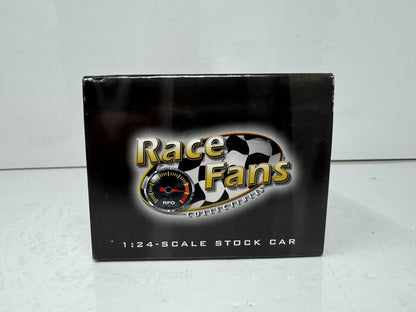 Race
Fans
COLLECTIBLES
RFO
1:24-SCALE STOCK CAR